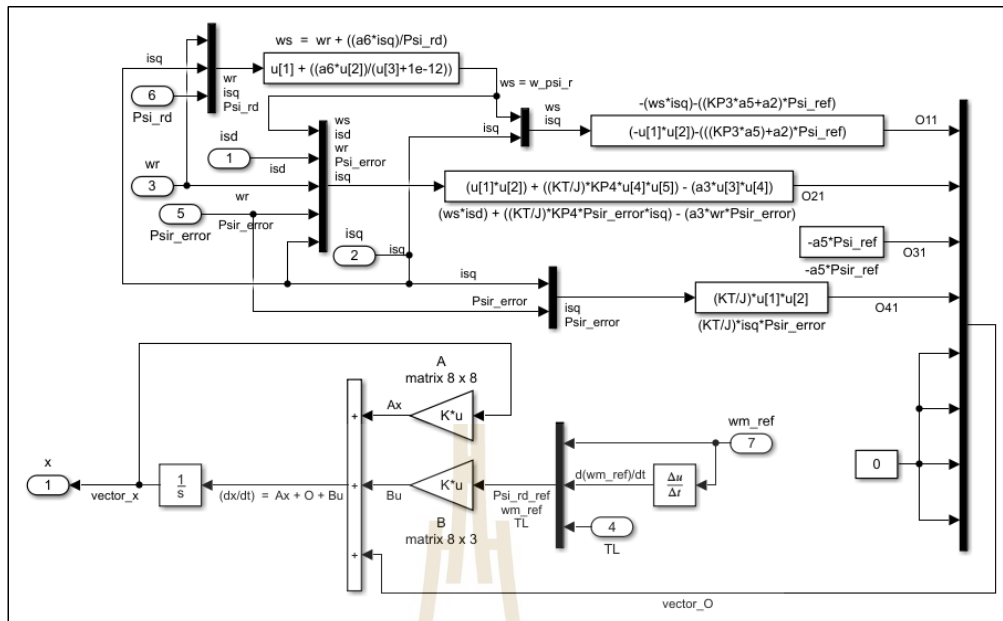 ws = wr + ((a6*isq)/Psi_rd)
u[1] + ((a6*u[2])/(u[3]+1e-12))
isq
wr
isq
Psi_rd
6
Psi_rd
ws = w_psi_r
isd
1
isd
ws
isd
wr
Psi_error
isq
wr
3
wr
5
Psir_error
Psir_error
isq
2
isq
isq
ws
isq
-(ws*isq)-((KP3*a5+a2)*Psi_ref)
(-u[1]*u[2])-(((KP3*a5)+a2)*Psi_ref)
O11
(u[1]*u[2]) + ((KT/J)*KP4*u[4]*u[5]) - (a3*u[3]*u[4])
O21
(ws*isd) + ((KT/J)*KP4*Psir_error*isq) - (a3*wr*Psir_error)
-a5*Psi_ref
O31
-a5*Psir_ref
isq
Psir_error
isq
Psir_error
(KT/J)*u[1]*u[2]
O41
(KT/J)*isq*Psir_error
A
matrix 8 x 8
K*u
Ax
+
wm_ref
7
0
x
1
vector_x
1
s
(dx/dt) = Ax + O + Bu
+
Bu
K*u
B
matrix 8 x 3
Psi_rd_ref
wm_ref
TL
d(wm_ref)/dt
Δu
Δt
4
TL
+
vector_O